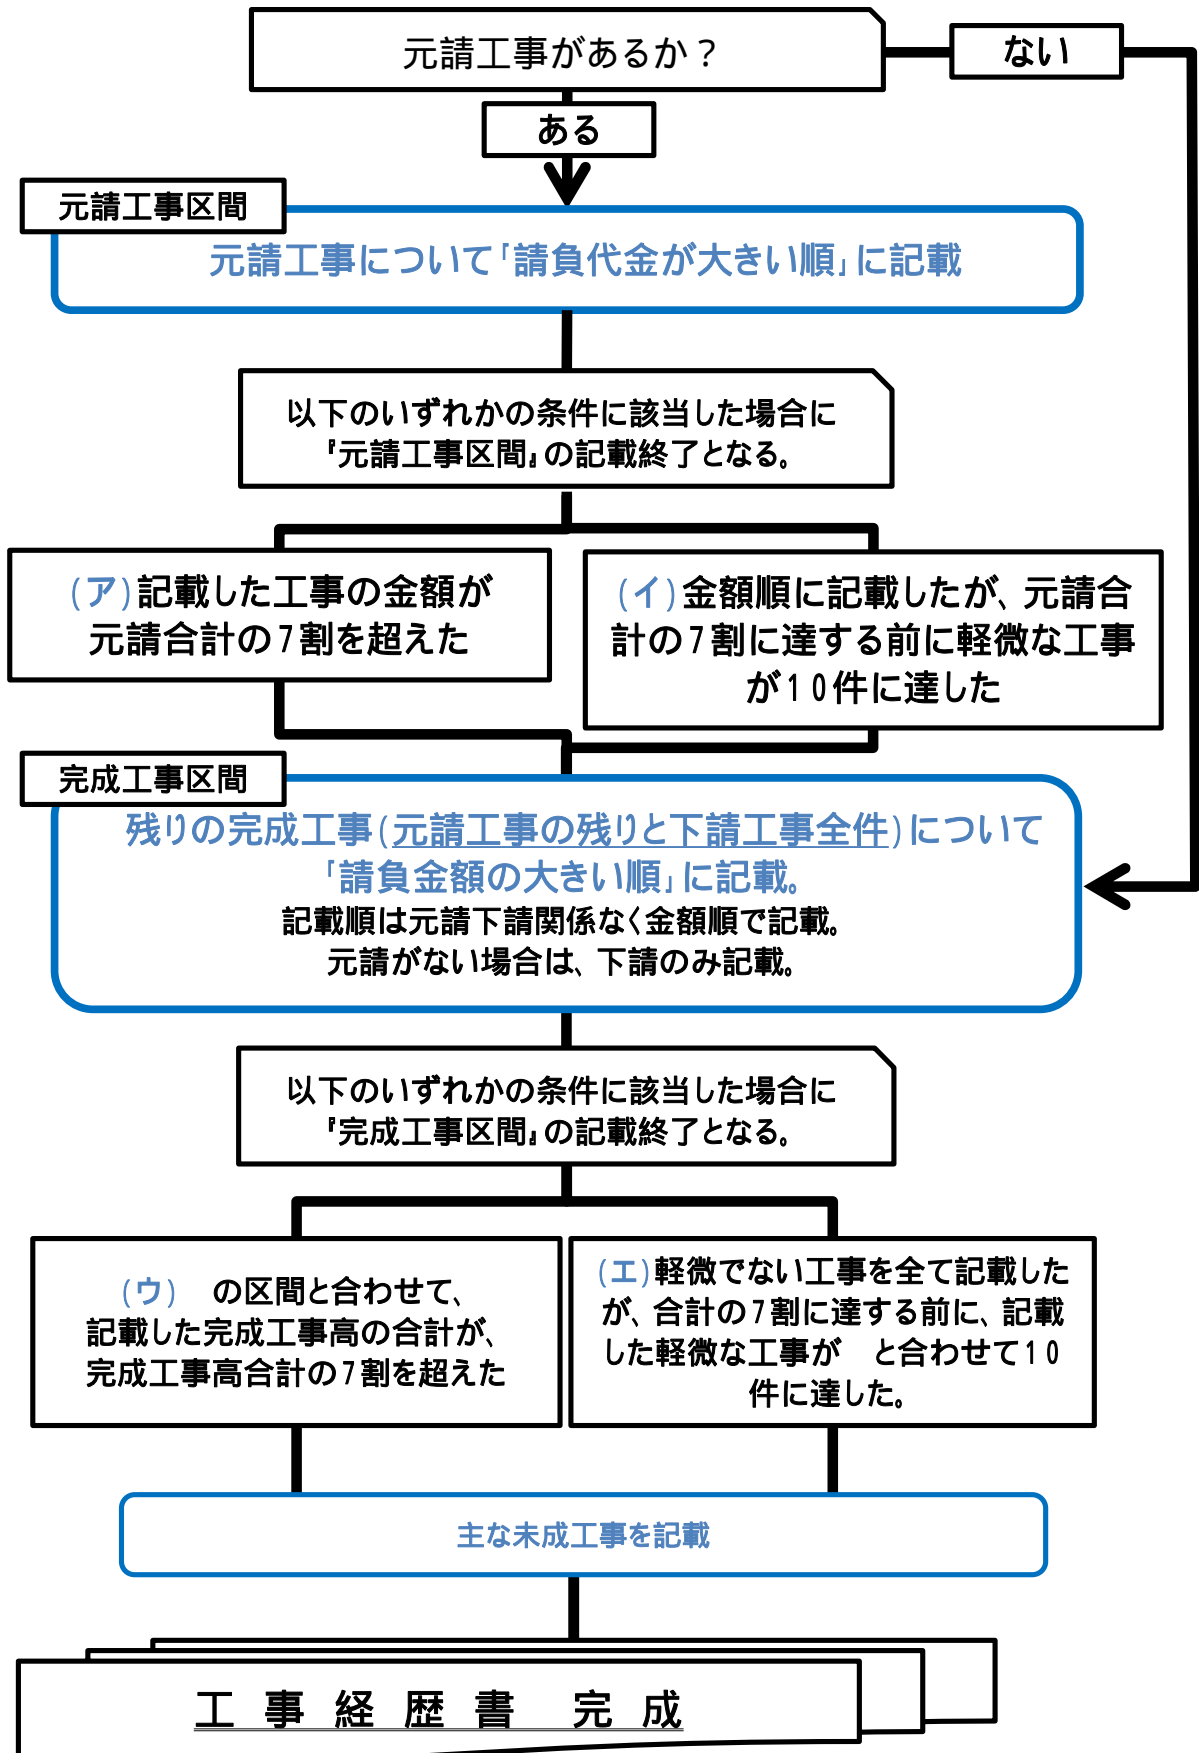 元請工事があるか？
ない
ある
元請工事区間
元請工事について「請負代金が大きい順」に記載
以下のいずれかの条件に該当した場合に
『元請工事区間』の記載終了となる。
(ア)記載した工事の金額が
元請合計の７割を超えた
(イ)金額順に記載したが、元請合
計の７割に達する前に軽微な工事
が１０件に達した
完成工事区間
残りの完成工事(元請工事の残りと下請工事全件)について
「請負金額の大きい順」に記載。
記載順は元請下請関係なく金額順で記載。
元請がない場合は、下請のみ記載。
以下のいずれかの条件に該当した場合に
『完成工事区間』の記載終了となる。
(ウ)　の区間と合わせて、
記載した完成工事高の合計が、
完成工事高合計の７割を超えた
(エ)軽微でない工事を全て記載した
が、合計の７割に達する前に、記載
した軽微な工事が　と合わせて１０
件に達した。
主な未成工事を記載
工 事 経 歴 書　完 成